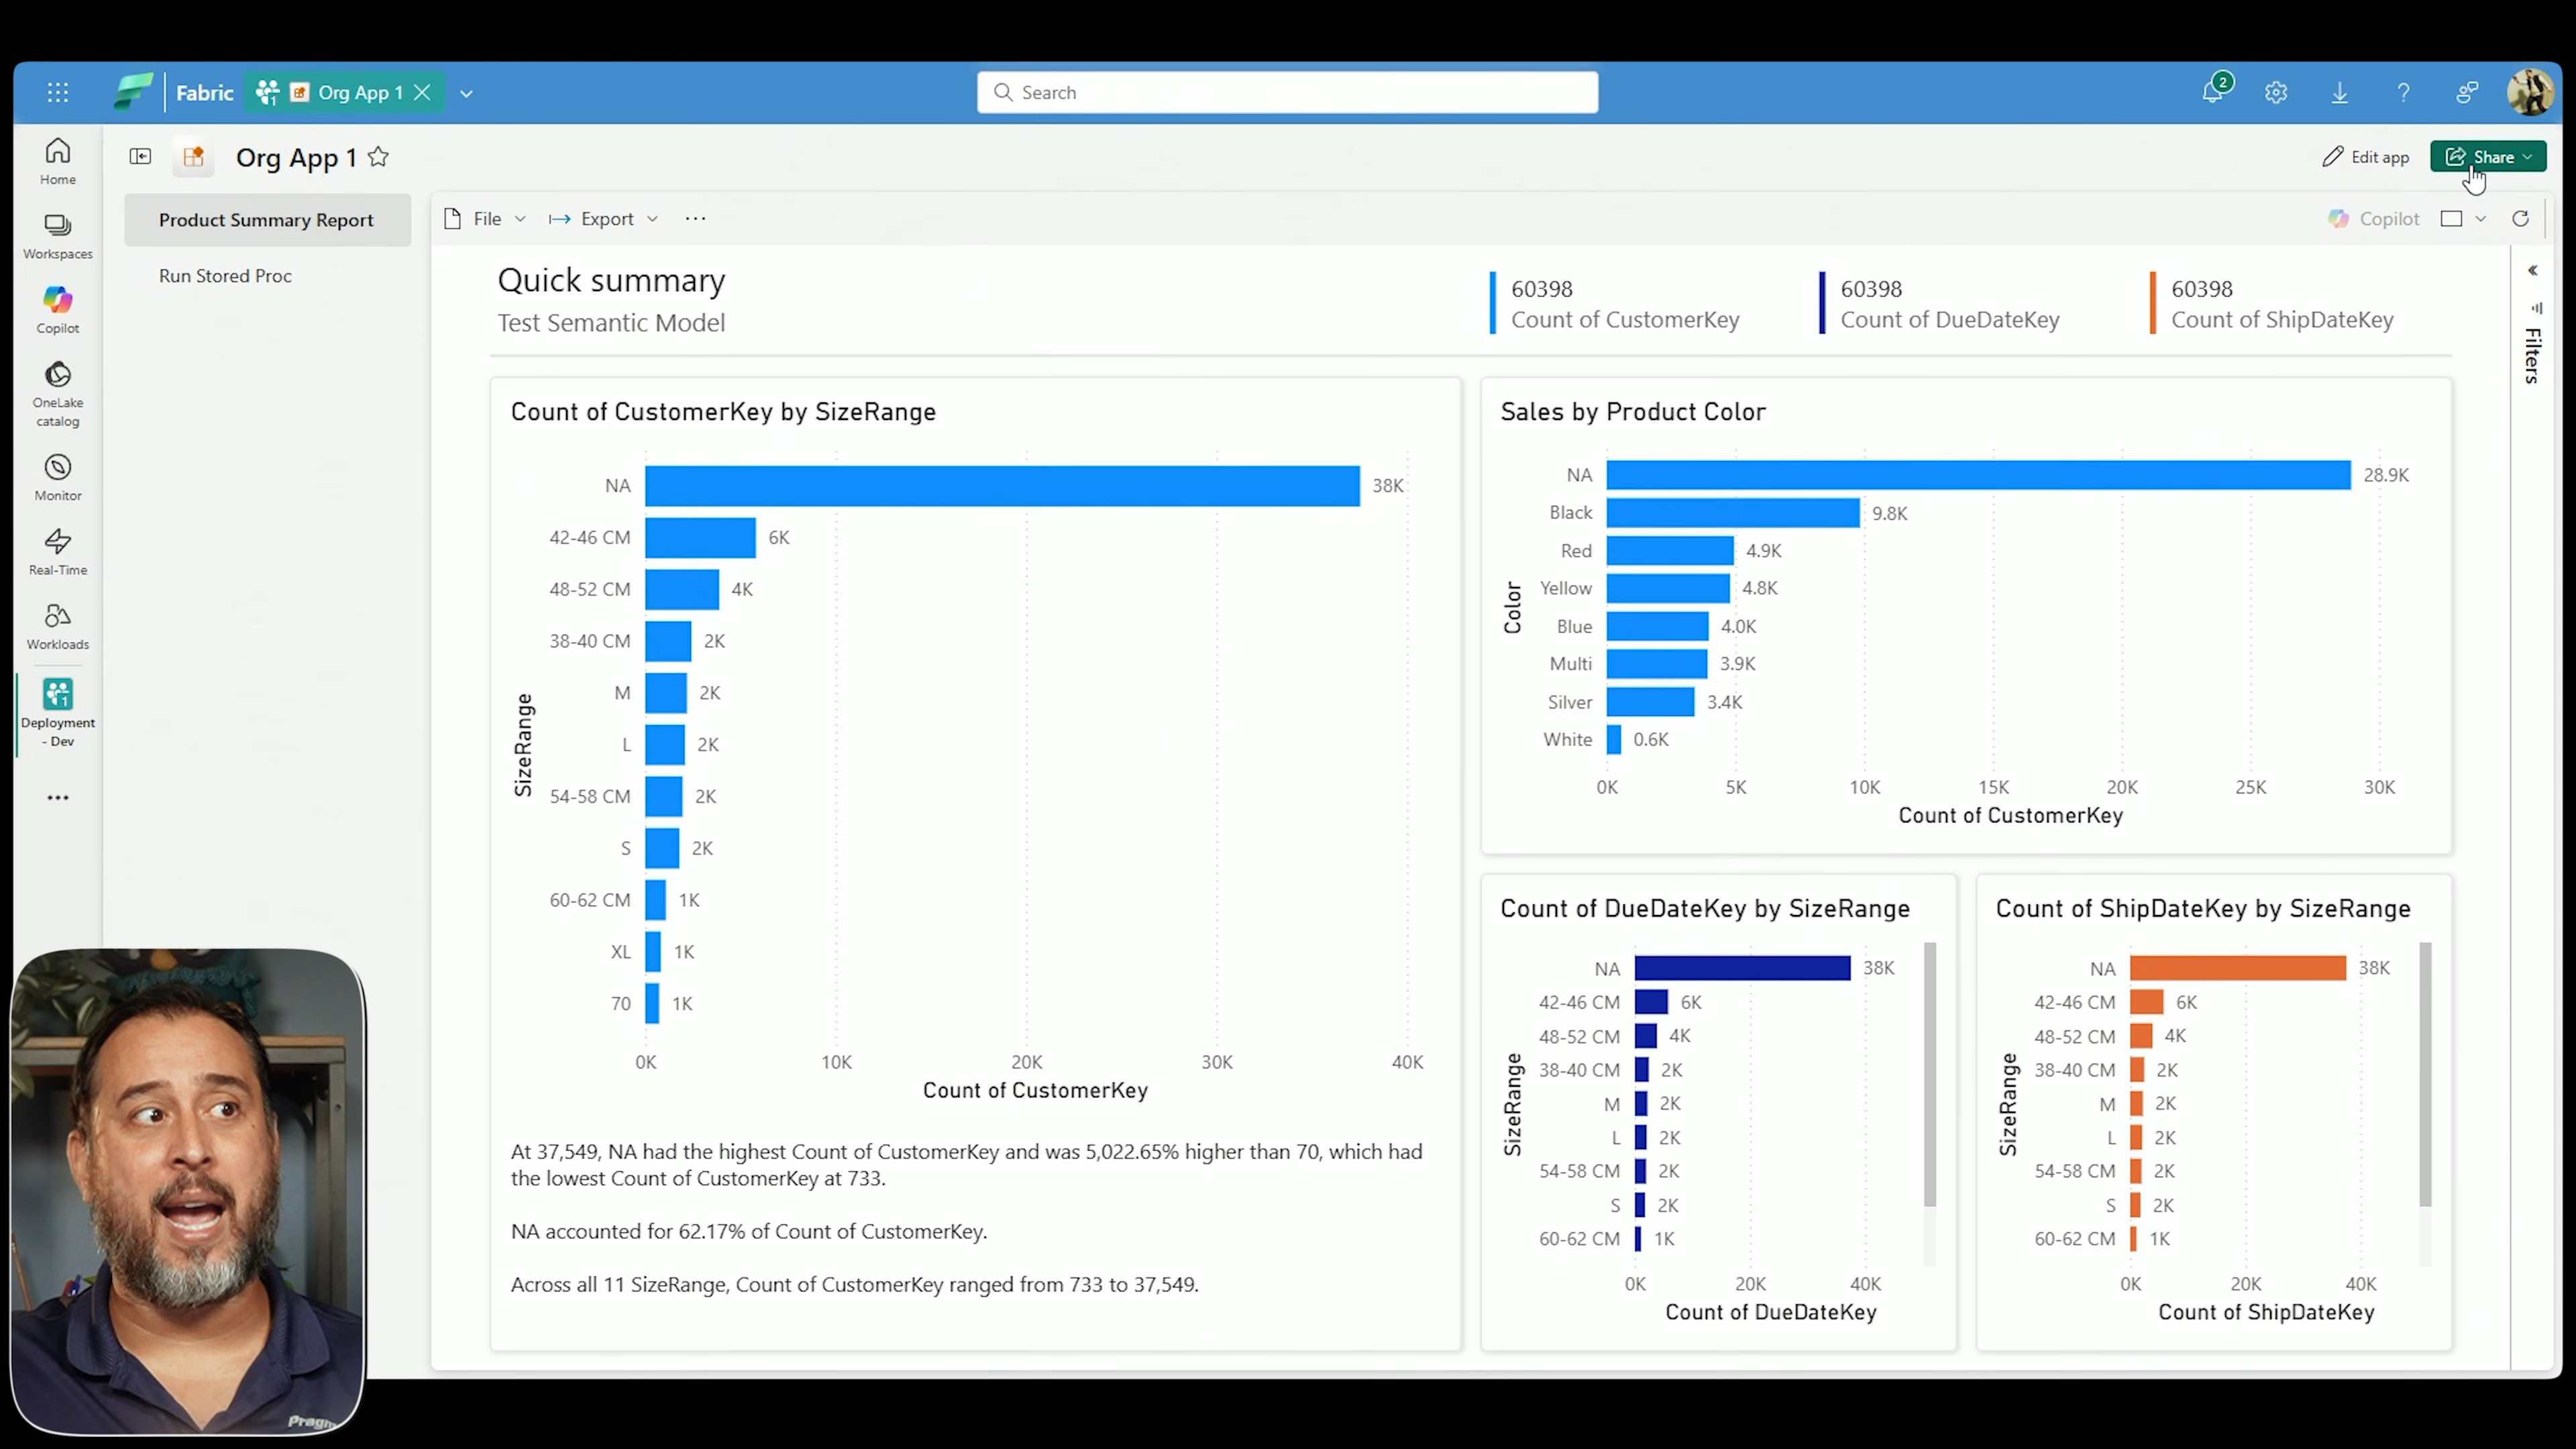 Fabric
Org App 1
Search
2
Home
Workspaces
Copilot
OneLake
catalog
Monitor
Real-Time
Workloads
Deployment
- Dev
Org App 1
Edit app
Share
Product Summary Report
Run Stored Proc
File
Export
Copilot
Filters
Quick summary
Test Semantic Model
60398
Count of CustomerKey
60398
Count of DueDateKey
60398
Count of ShipDateKey
Count of CustomerKey by SizeRange
SizeRange
NA 38K
42-46 CM 6K
48-52 CM 4K
38-40 CM 2K
M 2K
L 2K
54-58 CM 2K
S 2K
60-62 CM 1K
XL 1K
70 1K
0K 10K 20K 30K 40K
Count of CustomerKey
At 37,549, NA had the highest Count of CustomerKey and was 5,022.65% higher than 70, which had
the lowest Count of CustomerKey at 733.
NA accounted for 62.17% of Count of CustomerKey.
Across all 11 SizeRange, Count of CustomerKey ranged from 733 to 37,549.
Sales by Product Color
Color
NA 28.9K
Black 9.8K
Red 4.9K
Yellow 4.8K
Blue 4.0K
Multi 3.9K
Silver 3.4K
White 0.6K
0K 5K 10K 15K 20K 25K 30K
Count of CustomerKey
Count of DueDateKey by SizeRange
SizeRange
NA 38K
42-46 CM 6K
48-52 CM 4K
38-40 CM 2K
M 2K
L 2K
54-58 CM 2K
S 2K
60-62 CM 1K
0K 20K 40K
Count of DueDateKey
Count of ShipDateKey by SizeRange
SizeRange
NA 38K
42-46 CM 6K
48-52 CM 4K
38-40 CM 2K
M 2K
L 2K
54-58 CM 2K
S 2K
60-62 CM 1K
0K 20K 40K
Count of ShipDateKey